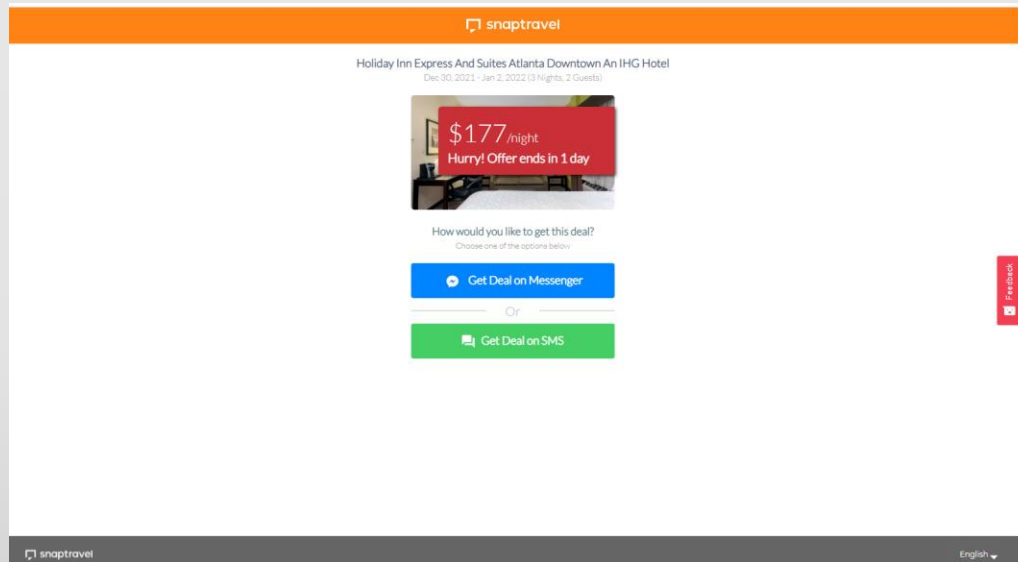 snaptravel
Holiday Inn Express And Suites Atlanta Downtown An IHG Hotel
Dec 30, 2021 - Jan 2, 2022 (3 Nights, 2 Guests)
$177/night
Hurry! Offer ends in 1 day
How would you like to get this deal?
Choose one of the options below
Get Deal on Messenger
Or
Get Deal on SMS
Feedback
snaptravel
English